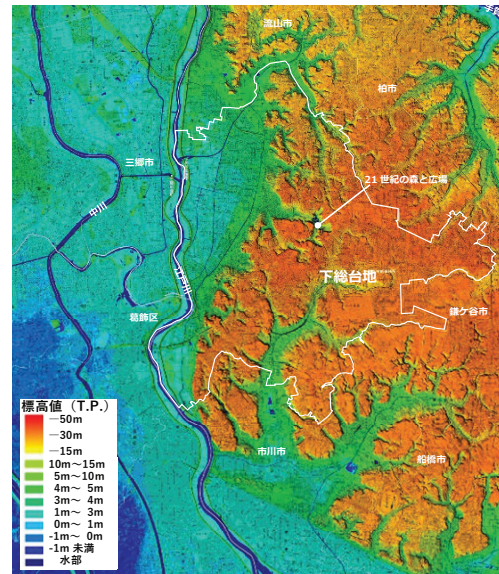 流山市
柏市
三郷市
21世紀の森と広場
中川
江戸川
下総台地
葛飾区
鎌ケ谷市
標高値（T.P.）
—50m
—30m
—15m
10m〜15m
5m〜10m
4m〜 5m
3m〜 4m
1m〜 3m
0m〜 1m
-1m〜 0m
-1m 未満
水部
市川市
船橋市